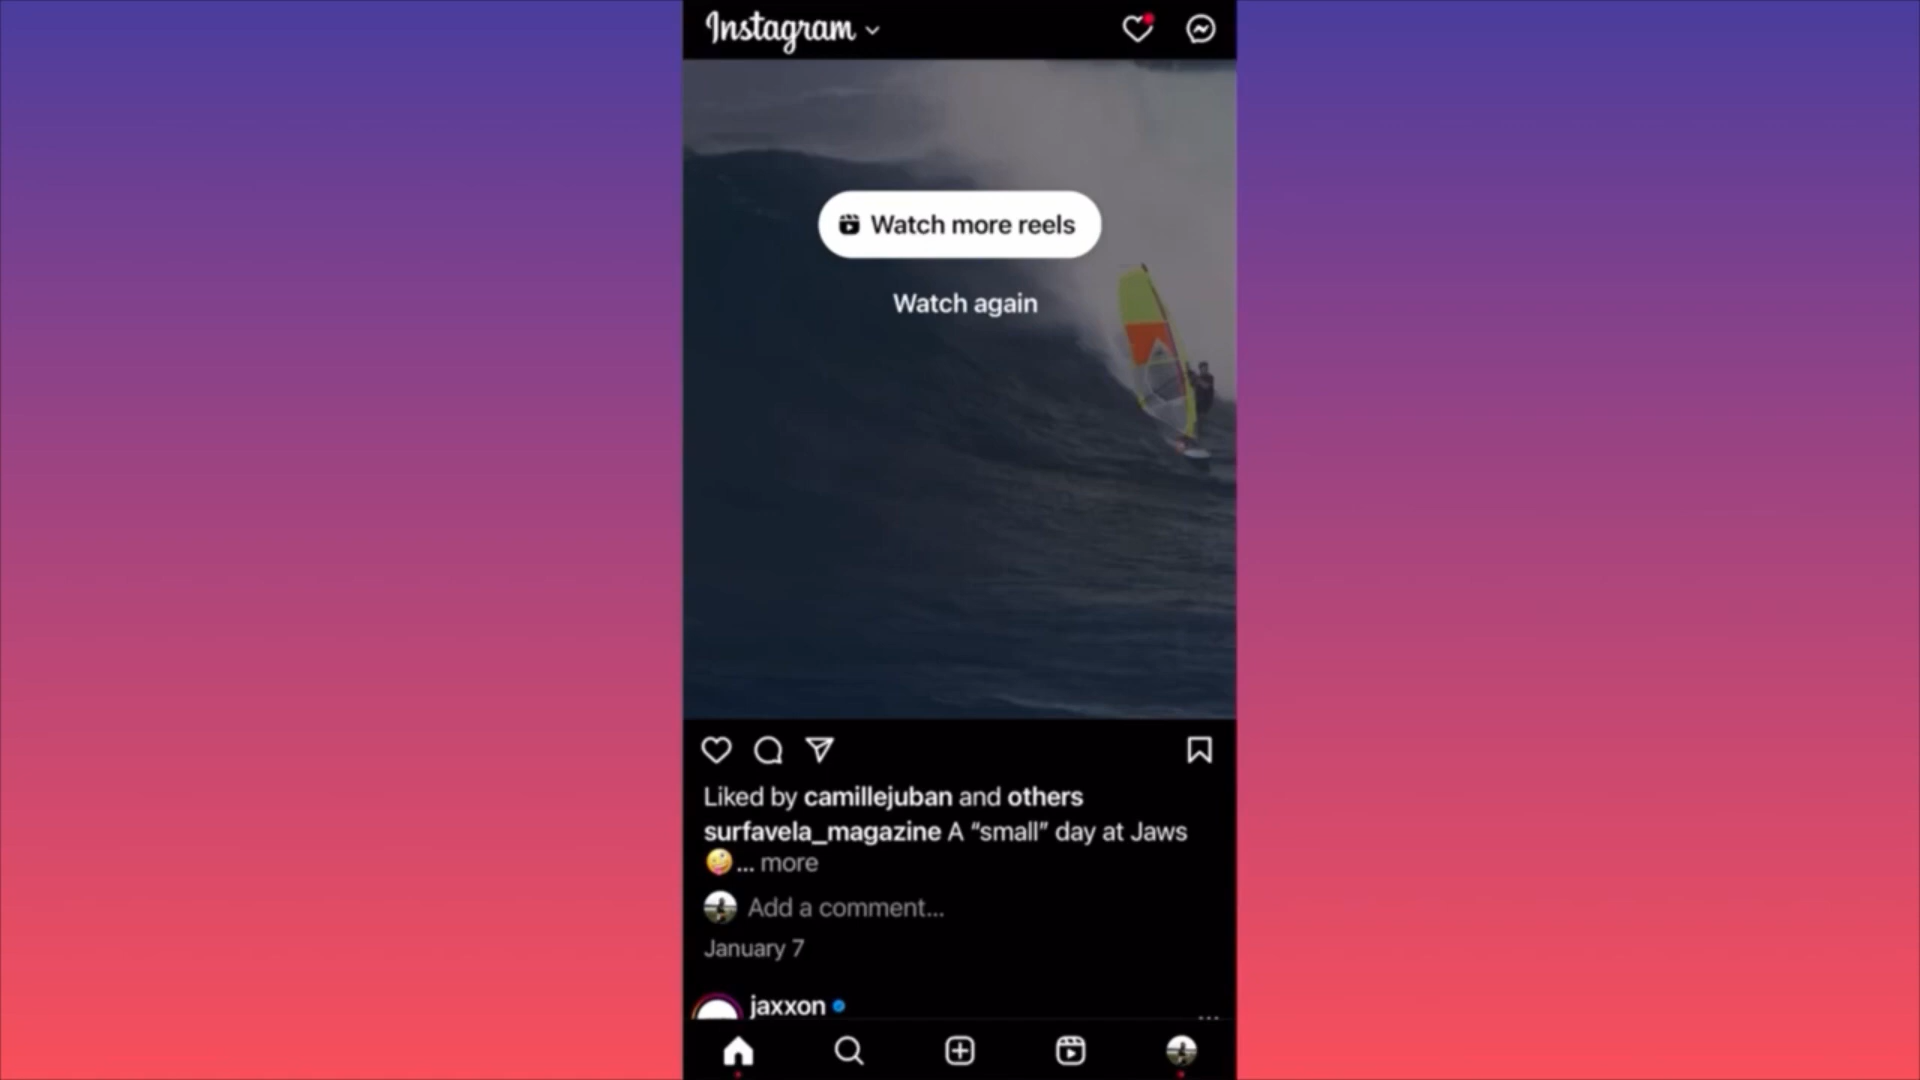 Instagram
Watch more reels
Watch again
Liked by camillejuban and others
surfavela_magazine A “small” day at Jaws
🤪... more
Add a comment...
January 7
jaxxon